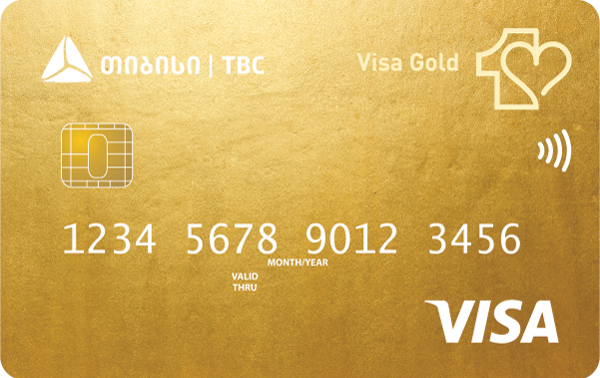 თიბისი | TBC
Visa Gold
1234 5678 9012 3456
MONTH/YEAR
VALID
THRU
VISA